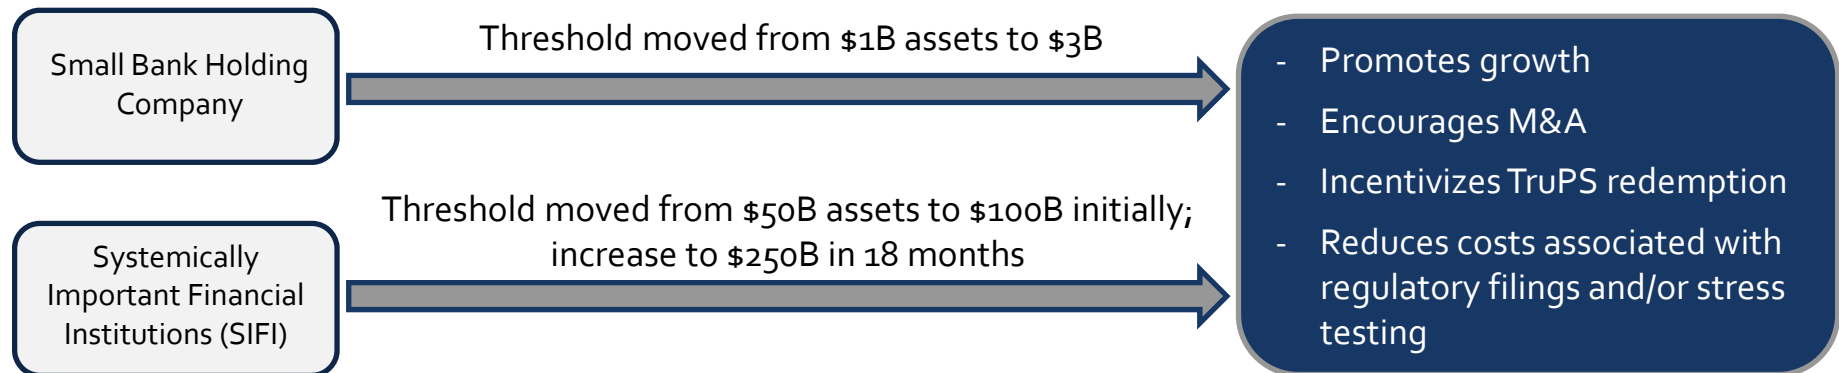 Small Bank Holding
Company
Threshold moved from $1B assets to $3B
Systemically
Important Financial
Institutions (SIFI)
Threshold moved from $50B assets to $100B initially;
increase to $250B in 18 months
- Promotes growth
- Encourages M&A
- Incentivizes TruPS redemption
- Reduces costs associated with
regulatory filings and/or stress
testing